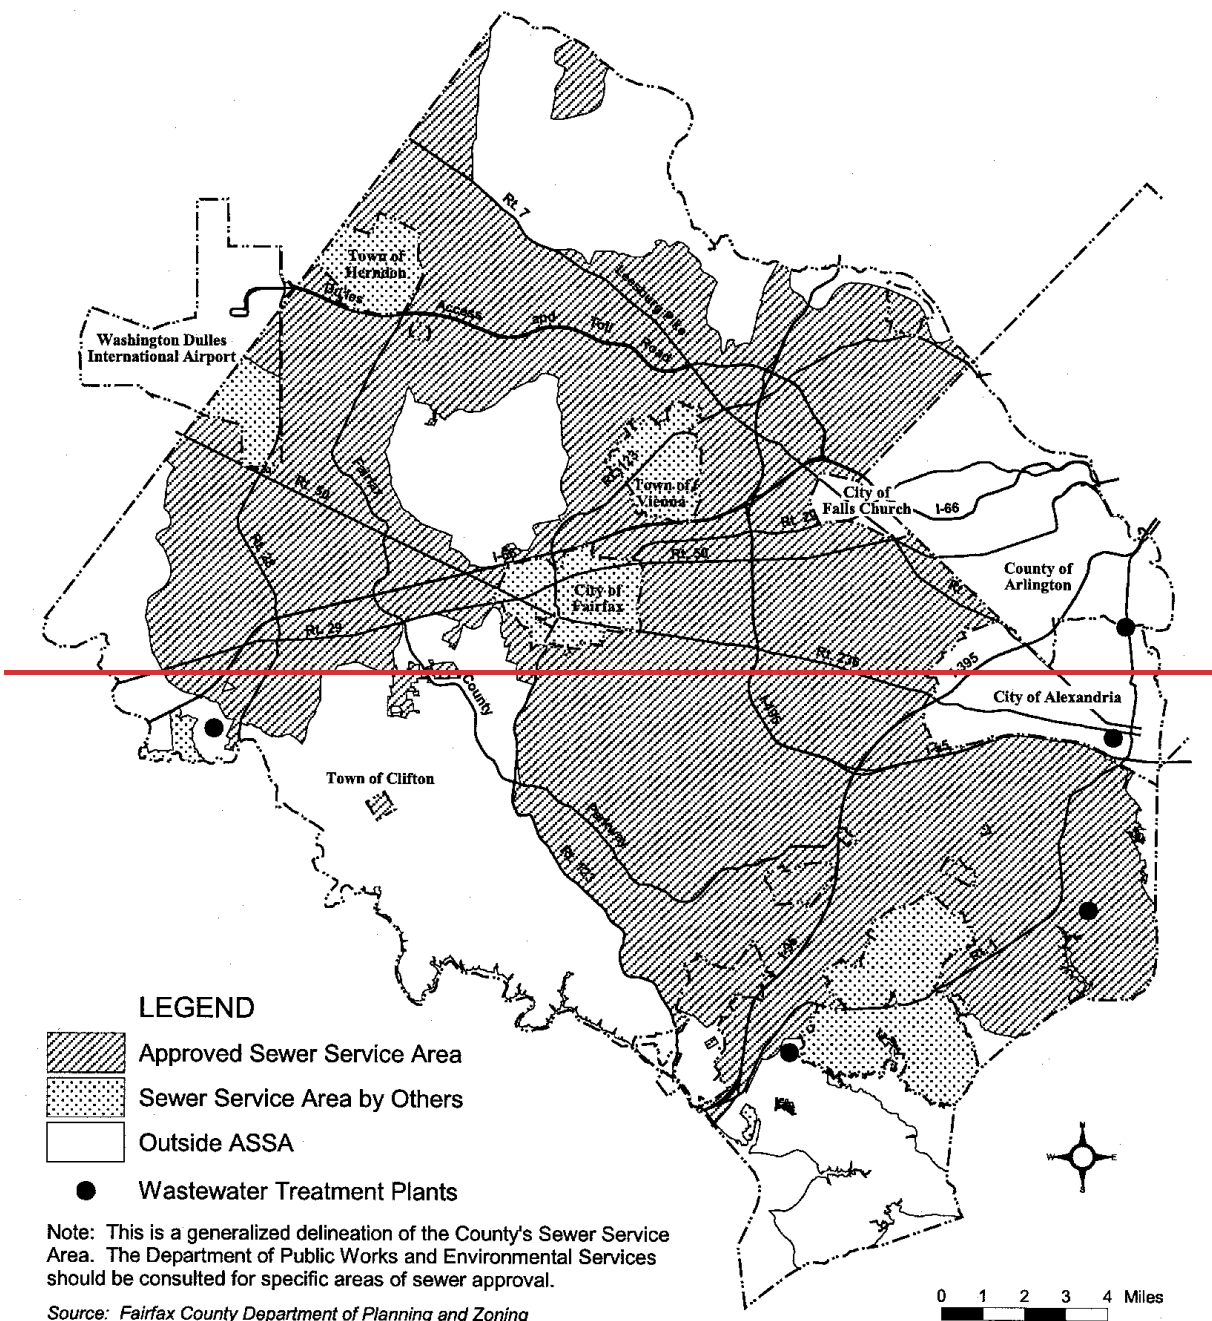 Rt. 7
Town of
Herndon
Dulles
Access
and
Toll
Road
Leesburg Pike
Washington Dulles
International Airport
Rt. 50
Fairfax
Rt. 28
Rt. 123
Town of
Vienna
City of
Falls Church
I-66
Rt. 29
I-66
Rt. 50
County of
Arlington
City of
Fairfax
Rt. 29
Rt. 236
I-395
County
City of Alexandria
I-495
Town of Clifton
Parkway
Rt. 123
I-95
Rt. 1
LEGEND
Approved Sewer Service Area
Sewer Service Area by Others
Outside ASSA
Wastewater Treatment Plants
Note: This is a generalized delineation of the County's Sewer Service
Area. The Department of Public Works and Environmental Services
should be consulted for specific areas of sewer approval.
Source: Fairfax County Department of Planning and Zoning
N
W
E
S
0 1 2 3 4 Miles